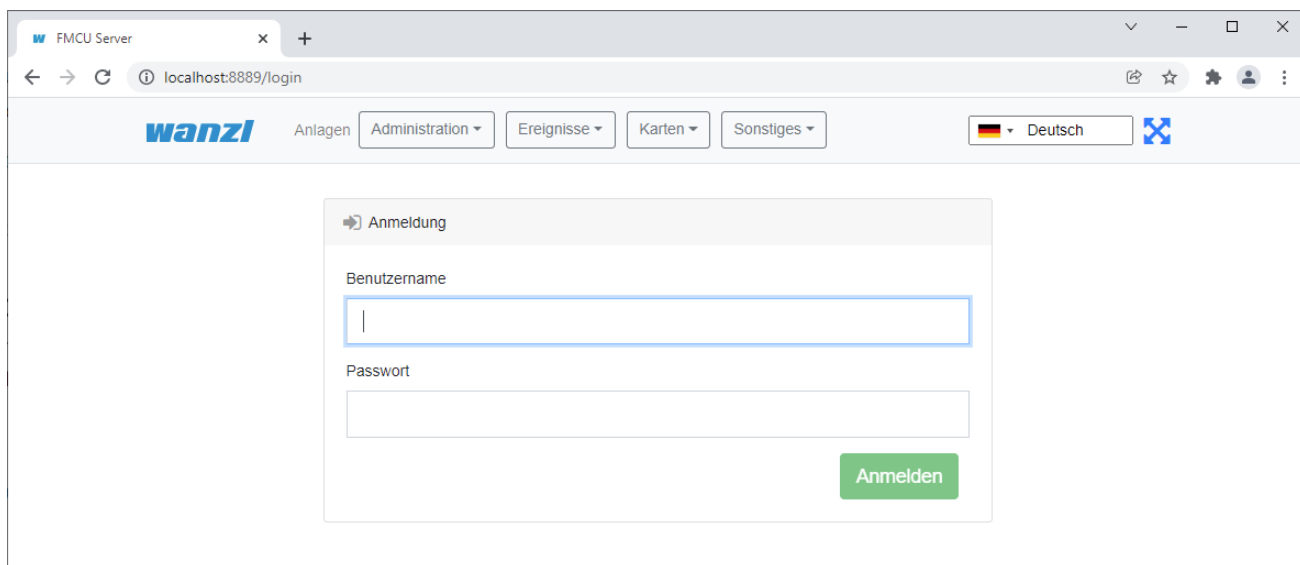 FMCU Server
localhost:8889/login
wanzl Anlagen Administration Ereignisse Karten Sonstiges Deutsch
Anmeldung
Benutzername
Passwort
Anmelden